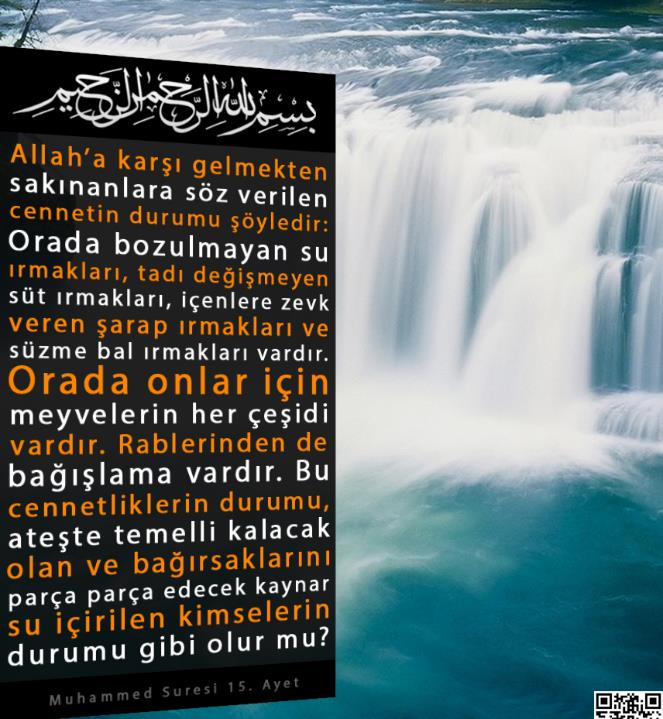 بسم الله الرحمن الرحيم
Allah'a karşı gelmekten
sakınanlara söz verilen
cennetin durumu şöyledir:
Orada bozulmayan su
ırmakları, tadı değişmeyen
süt ırmakları, içenlere zevk
veren şarap ırmakları ve
süzme bal ırmakları vardır.
Orada onlar için
meyvelerin her çeşidi
vardır. Rablerinden de
bağışlama vardır. Bu
cennetliklerin durumu,
ateşte temelli kalacak
olan ve bağırsaklarını
parça parça edecek kaynar
su içirilen kimselerin
durumu gibi olur mu?
Muhammed Suresi 15. Ayet